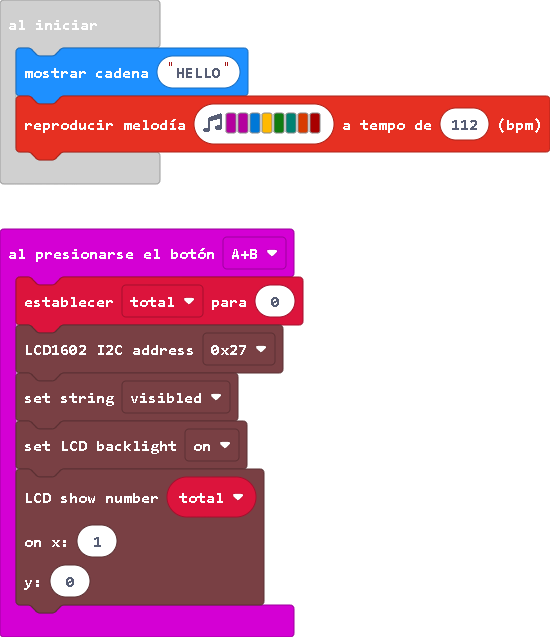 al iniciar
mostrar cadena "HELLO"
reproducir melodía a tempo de 112 (bpm)
al presionarse el botón A+B
establecer total para 0
LCD1602 I2C address 0x27
set string visibled
set LCD backlight on
LCD show number total
on x: 1
y: 0